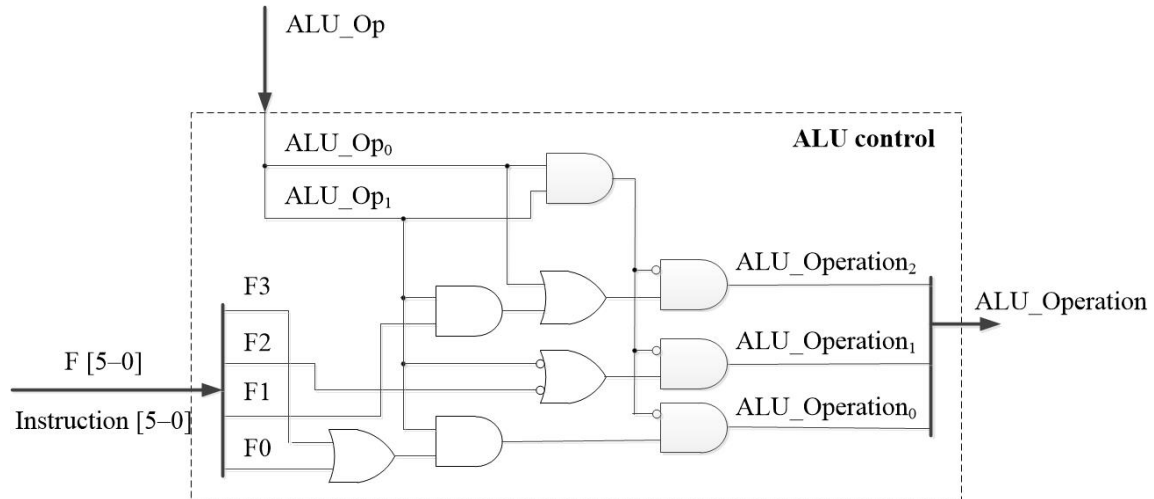 ALU_Op
ALU control
ALU_Op₀
ALU_Op₁
F3
F2
F1
F0
F [5–0]
Instruction [5–0]
ALU_Operation₂
ALU_Operation₁
ALU_Operation₀
ALU_Operation